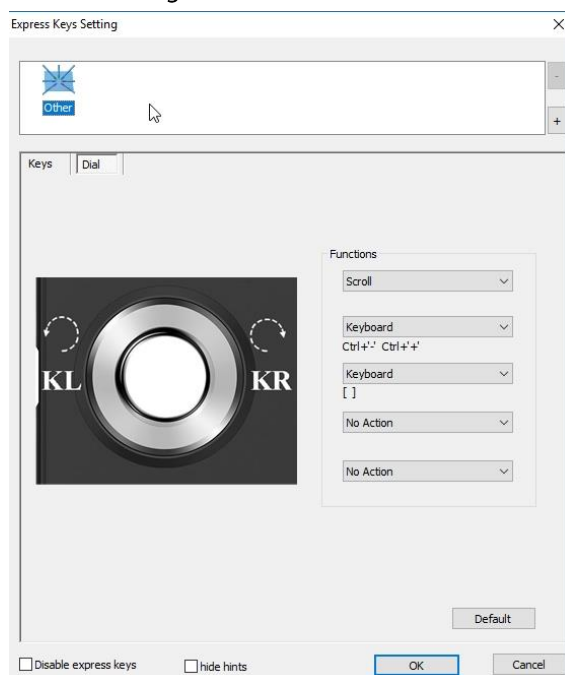 Express Keys Setting
Other
-
+
Keys Dial
Functions
Scroll
Keyboard
Ctrl+'-' Ctrl+'+'
KL KR
Keyboard
[ ]
No Action
No Action
Default
Disable express keys hide hints OK Cancel